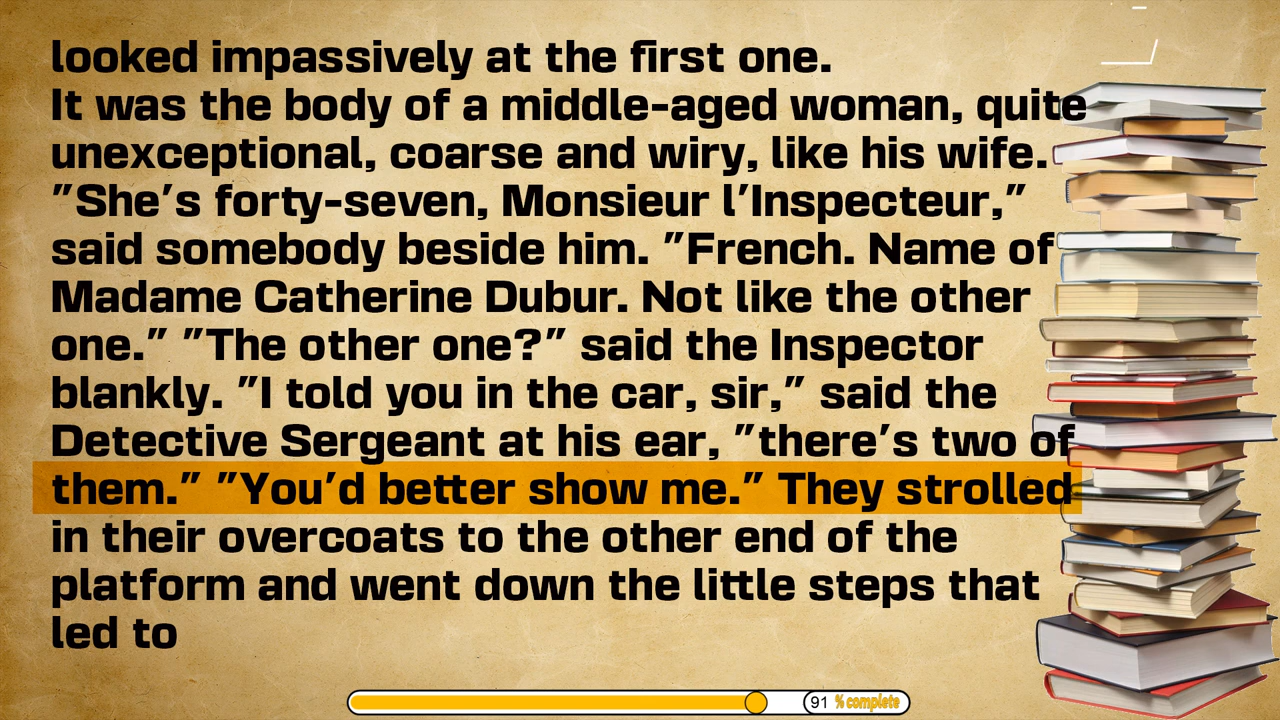 looked impassively at the first one.
It was the body of a middle-aged woman, quite
unexceptional, coarse and wiry, like his wife.
"She's forty-seven, Monsieur l'Inspecteur,"
said somebody beside him. "French. Name of
Madame Catherine Dubur. Not like the other
one." "The other one?" said the Inspector
blankly. "I told you in the car, sir," said the
Detective Sergeant at his ear, "there's two of
them." "You'd better show me." They strolled
in their overcoats to the other end of the
platform and went down the little steps that
led to
91 % complete